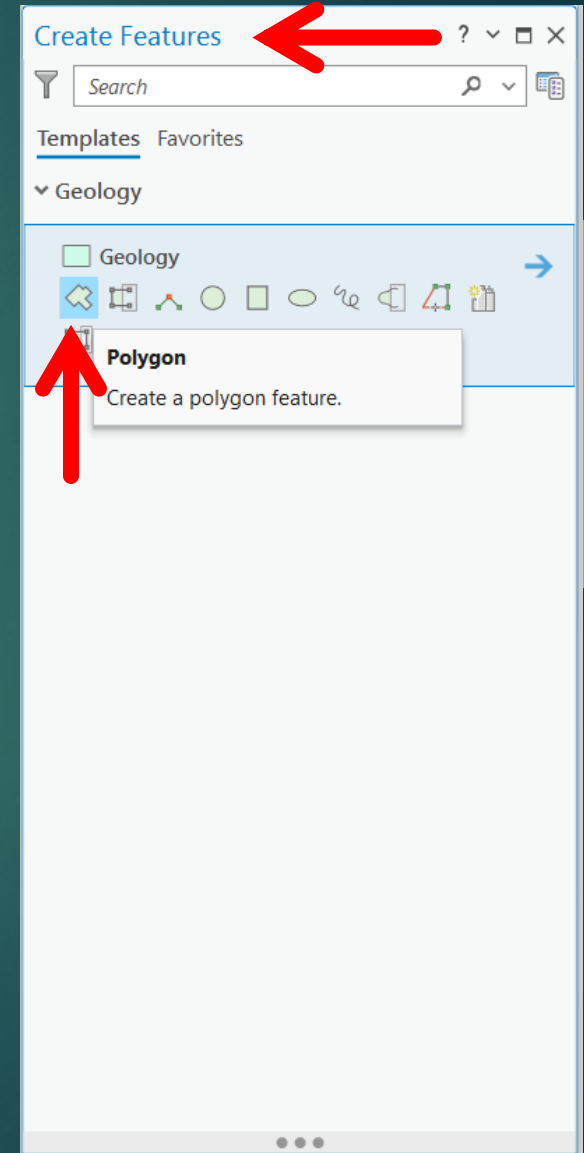 Create Features
?
Search
Templates Favorites
Geology
Geology
Polygon
Create a polygon feature.